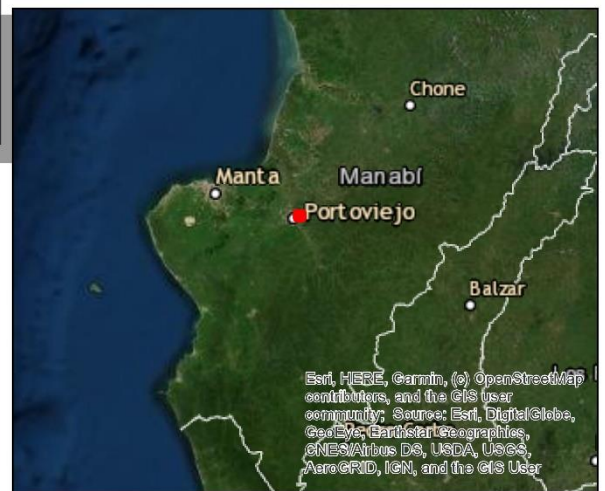 Chone
Manta
Manabí
Portoviejo
Balzar
Esri, HERE, Garmin, (c) OpenStreetMap
contributors, and the GIS user
community; Source: Esri, DigitalGlobe,
GeoEye, Earthstar Geographics,
CNES/Airbus DS, USDA, USGS,
AeroGRID, IGN, and the GIS User